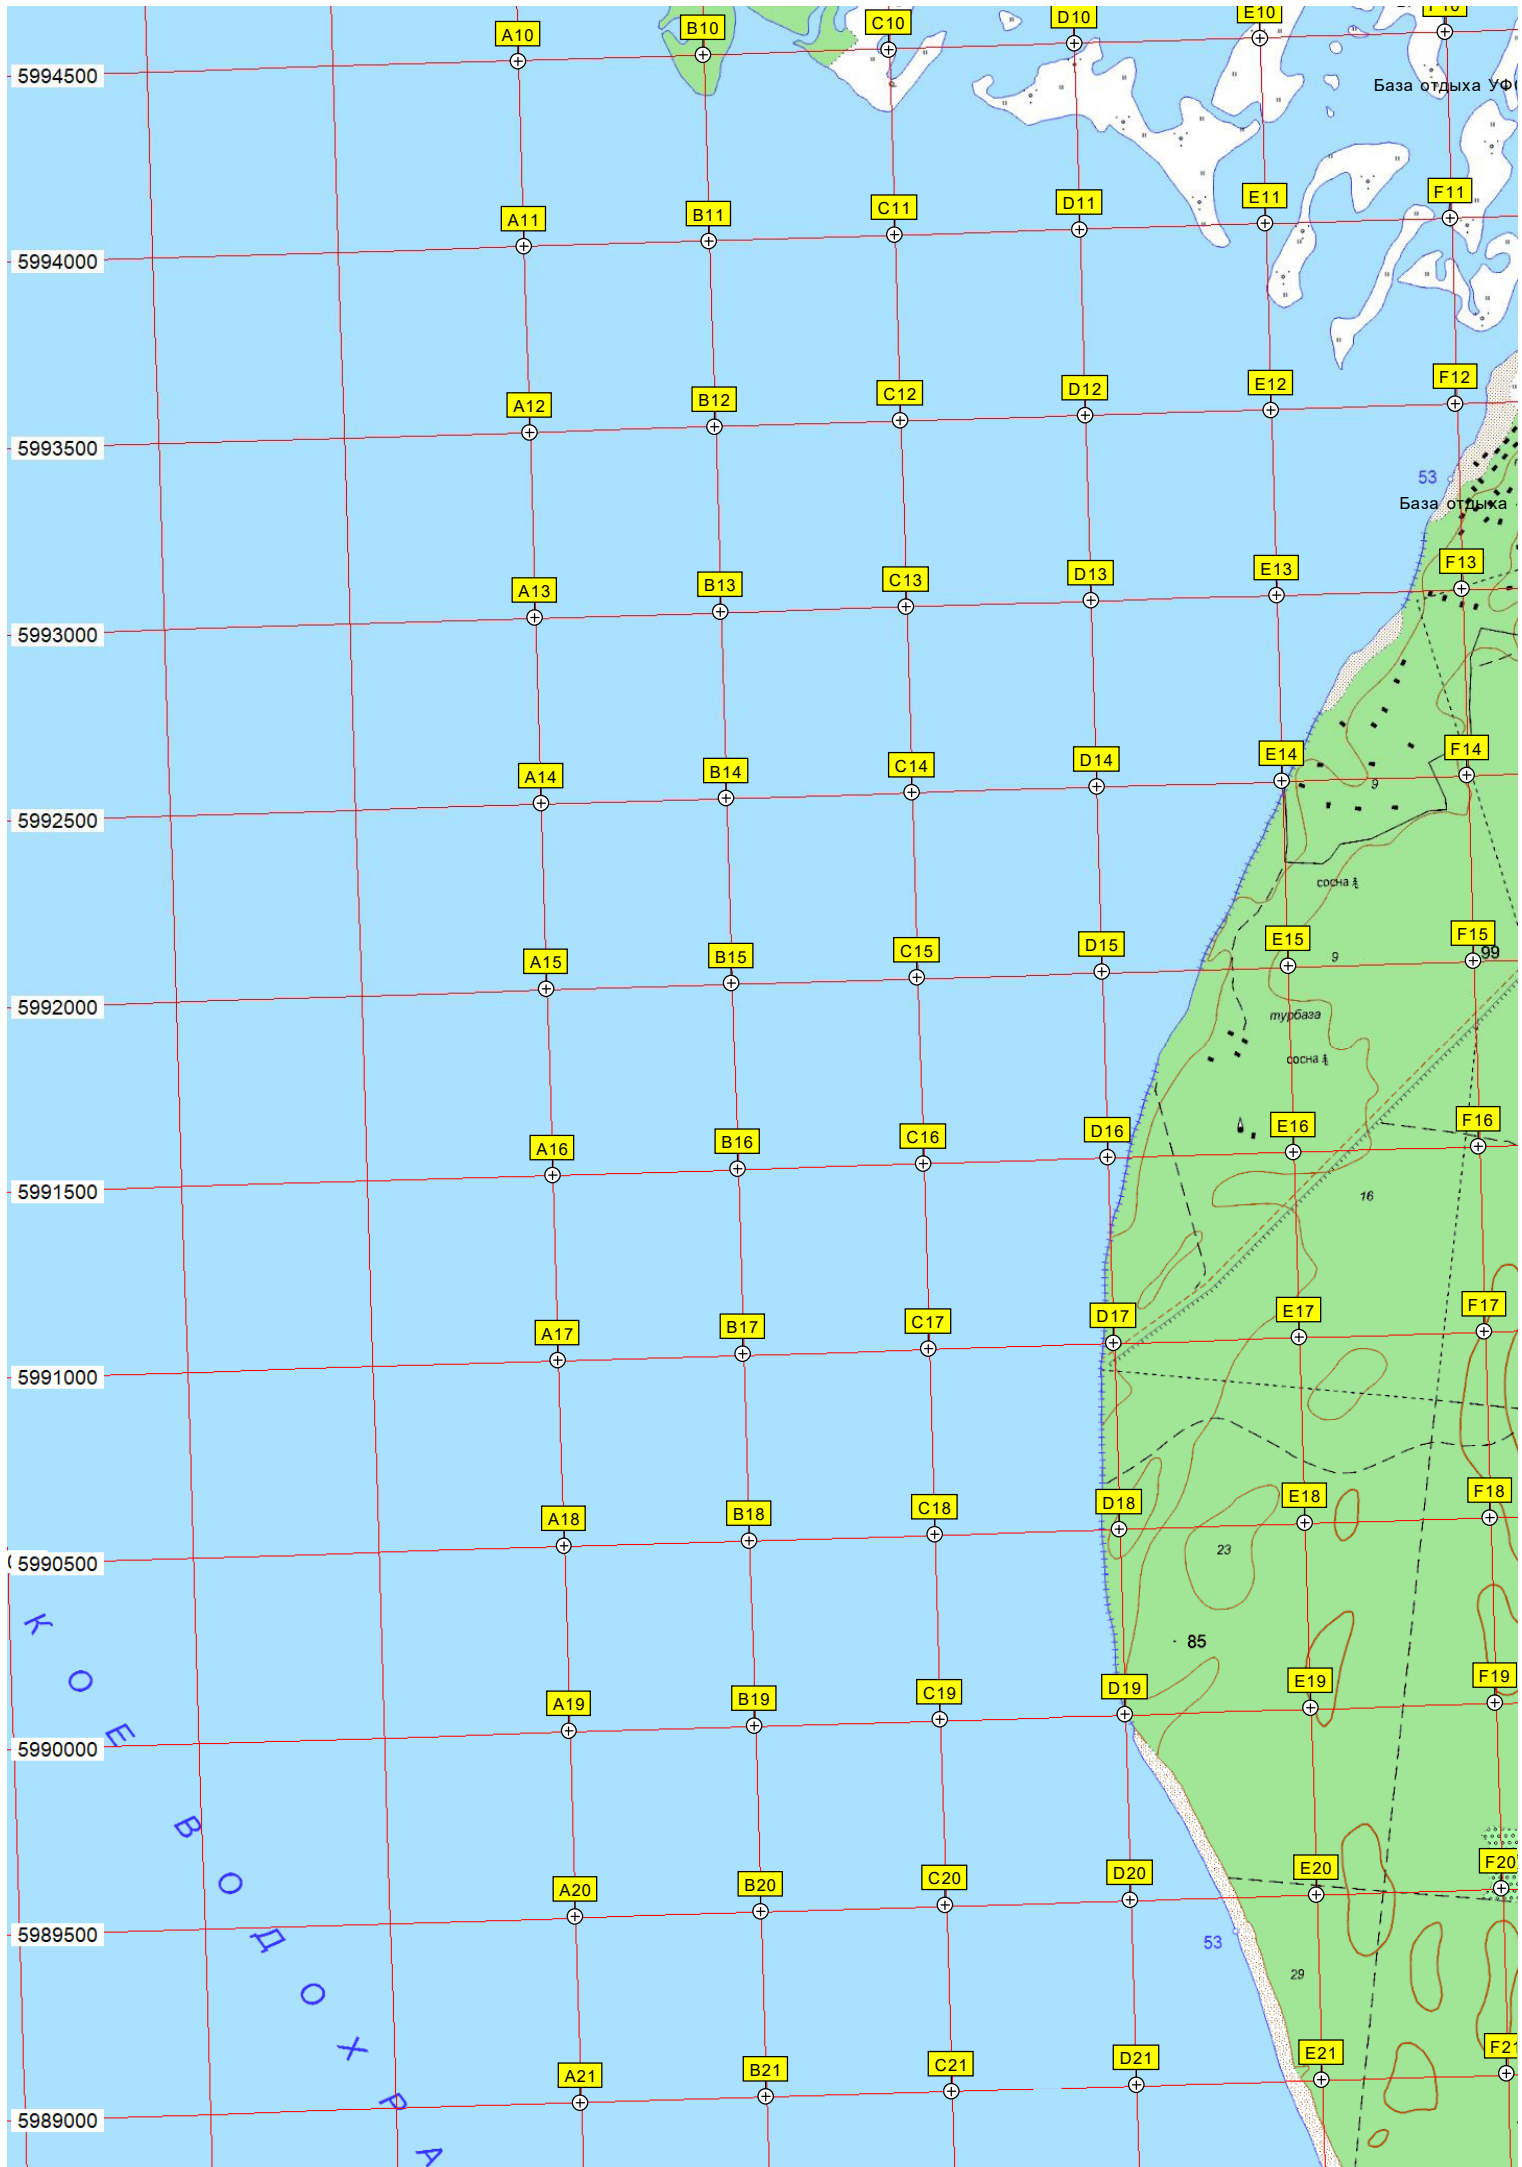 A10 B10 C10 D10 E10 F10
5994500
База отдыха
A11 B11 C11 D11 E11 F11
5994000
A12 B12 C12 D12 E12 F12
5993500
53
База отдыха
A13 B13 C13 D13 E13 F13
5993000
A14 B14 C14 D14 E14 F14
9
5992500
сосна
A15 B15 C15 D15 E15 F15
9
99
5992000
турбаза
сосна
A16 B16 C16 D16 E16 F16
5991500
16
A17 B17 C17 D17 E17 F17
5991000
A18 B18 C18 D18 E18 F18
5990500
23
85
A19 B19 C19 D19 E19 F19
5990000
A20 B20 C20 D20 E20 F20
5989500
53
29
A21 B21 C21 D21 E21 F21
5989000
КОЕ ВОДОХРА